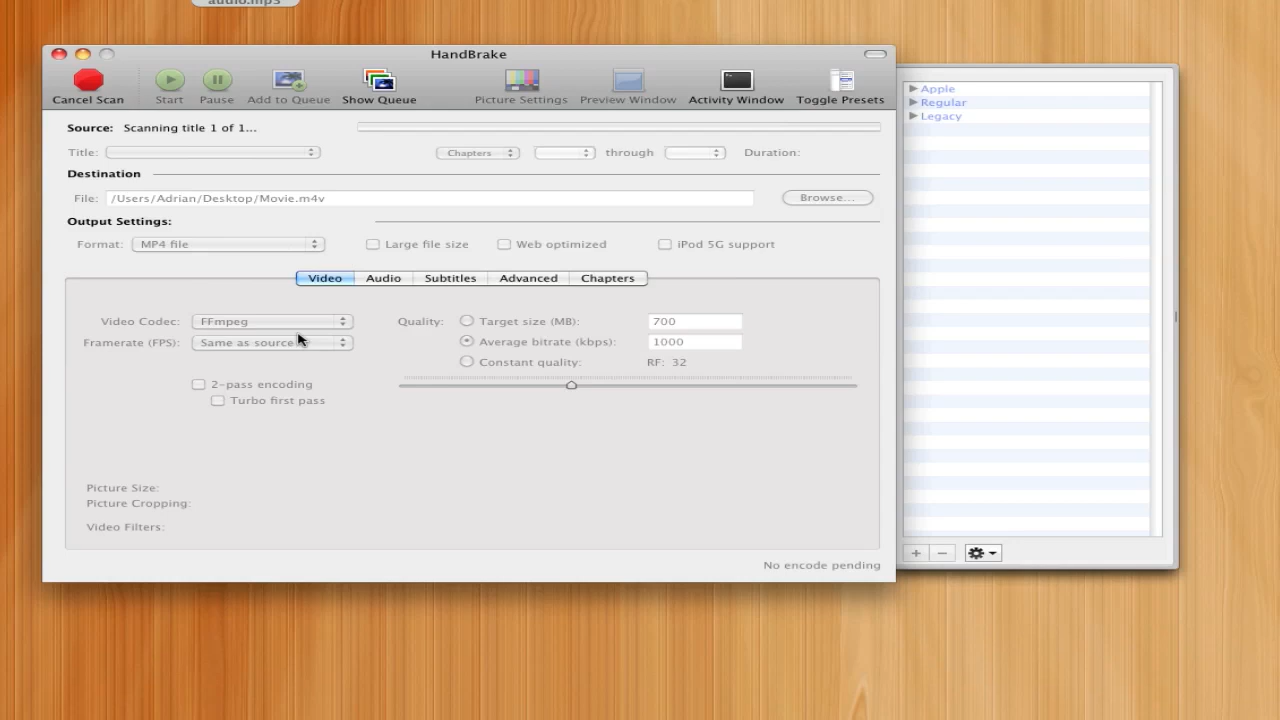 audio.mp3
HandBrake
Cancel Scan Start Pause Add to Queue Show Queue Picture Settings Preview Window Activity Window Toggle Presets
Source: Scanning title 1 of 1...
Title: Chapters through Duration:
Destination
File: /Users/Adrian/Desktop/Movie.m4v Browse...
Output Settings:
Format: MP4 file Large file size Web optimized iPod 5G support
Video Audio Subtitles Advanced Chapters
Video Codec: FFmpeg Quality: Target size (MB): 700
Framerate (FPS): Same as source Average bitrate (kbps): 1000
Constant quality: RF: 32
2-pass encoding
Turbo first pass
Picture Size:
Picture Cropping:
Video Filters:
No encode pending
Apple
Regular
Legacy